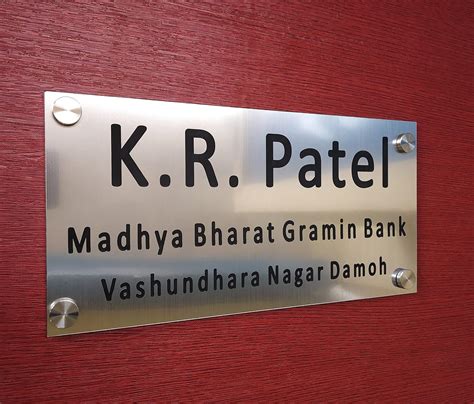 K.R. Patel
Madhya Bharat Gramin Bank
Vashundhara Nagar Damoh